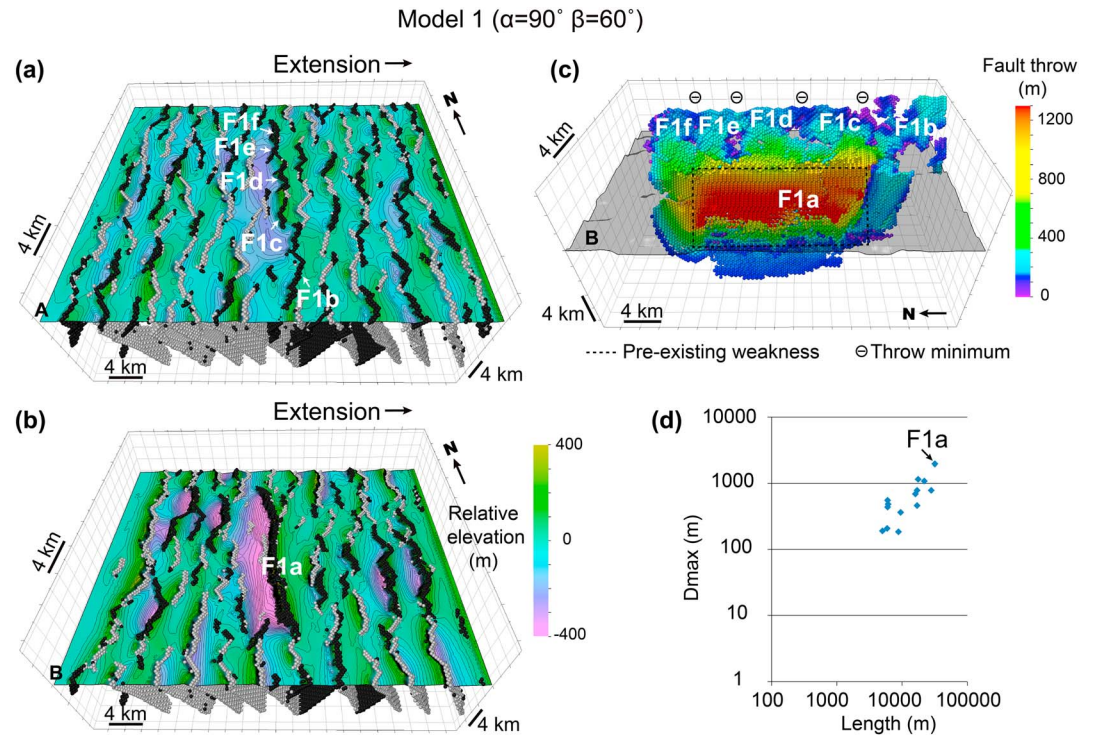 Model 1 (α=90° β=60°)
(a)
Extension
N
F1f
F1e
F1d
F1c
F1b
4 km
A
4 km
4 km
(b)
Extension
N
4 km
F1a
B
4 km
4 km
400
0
-400
Relative
elevation
(m)
(c)
Fault throw
(m)
1200
800
400
0
4 km
F1f F1e F1d F1c F1b
F1a
B
4 km
4 km
N
Pre-existing weakness
⊖ Throw minimum
(d)
F1a
10000
1000
100
10
1
Dmax (m)
100 1000 10000 100000
Length (m)